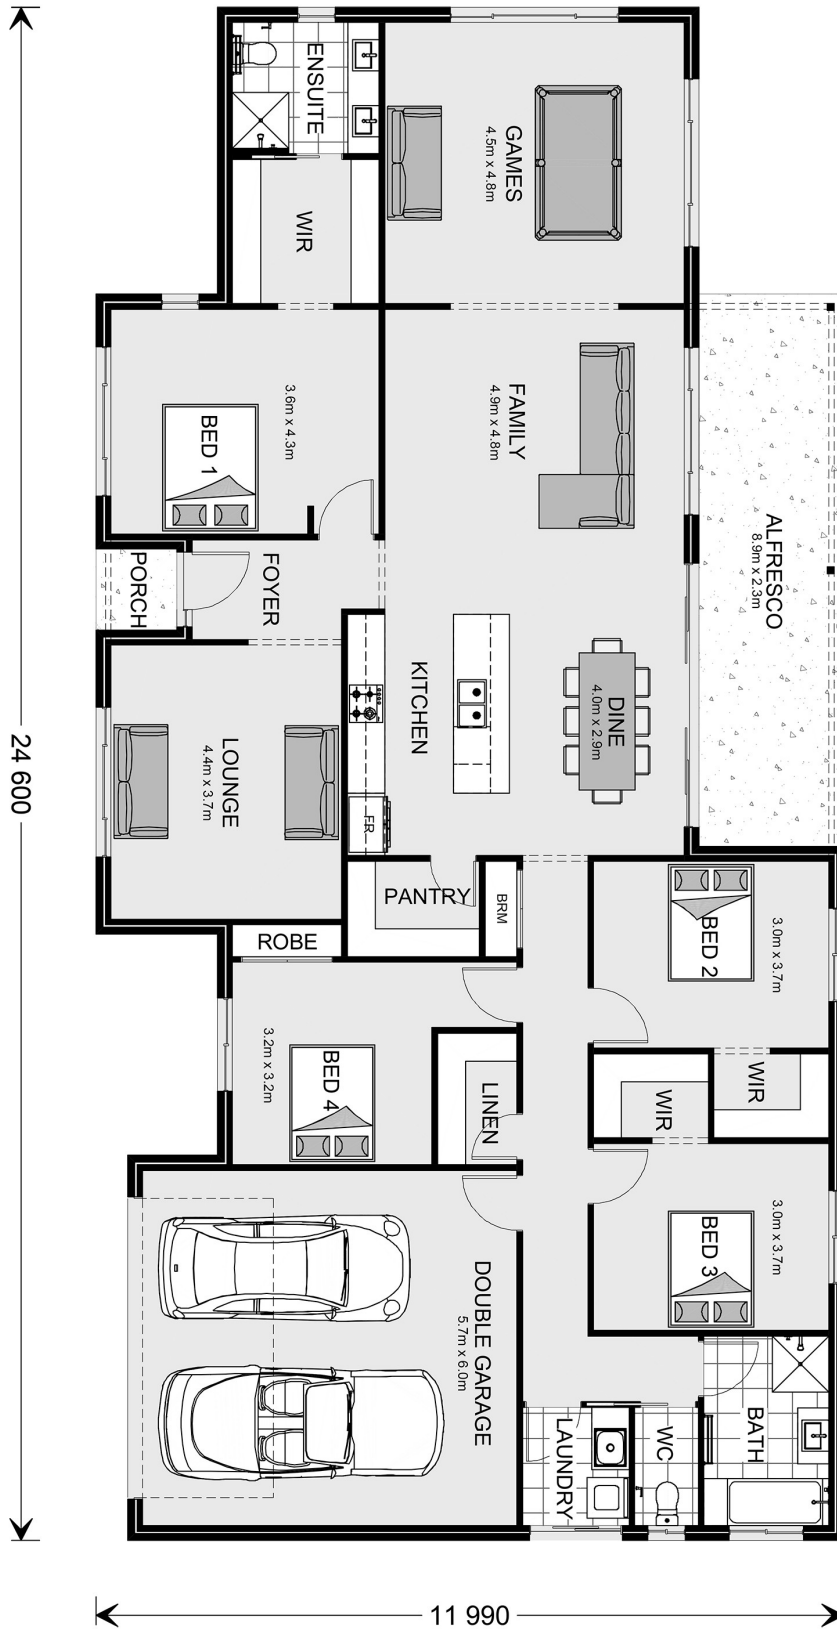 ENSUITE
GAMES
4.5m x 4.8m
WIR
3.6m x 4.3m
BED 1
FAMILY
4.9m x 4.8m
ALFRESCO
8.9m x 2.3m
PORCH
FOYER
KITCHEN
DINE
4.0m x 2.9m
LOUNGE
4.4m x 3.7m
FR
24 600
PANTRY
BRM
BED 2
3.0m x 3.7m
ROBE
3.2m x 3.2m
BED 4
LINEN
WIR
WIR
BED 3
3.0m x 3.7m
DOUBLE GARAGE
5.7m x 6.0m
LAUNDRY
WC
BATH
11 990